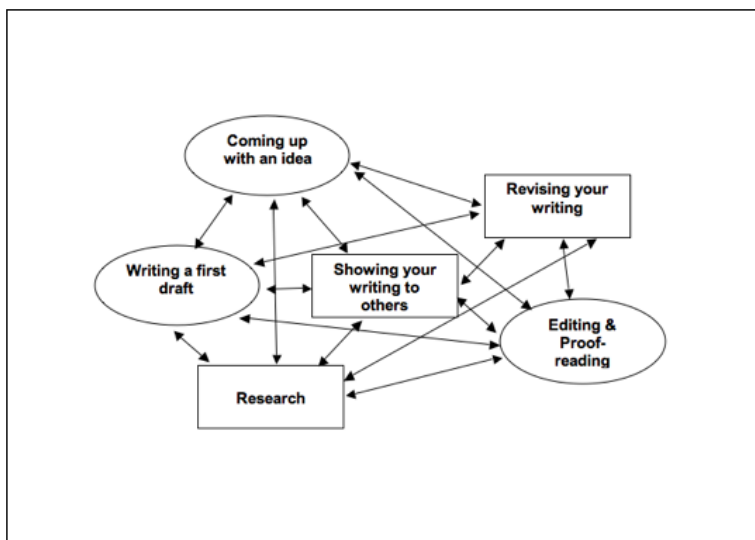 Coming up
with an idea
Revising your
writing
Writing a first
draft
Showing your
writing to
others
Editing &
Proof-
reading
Research